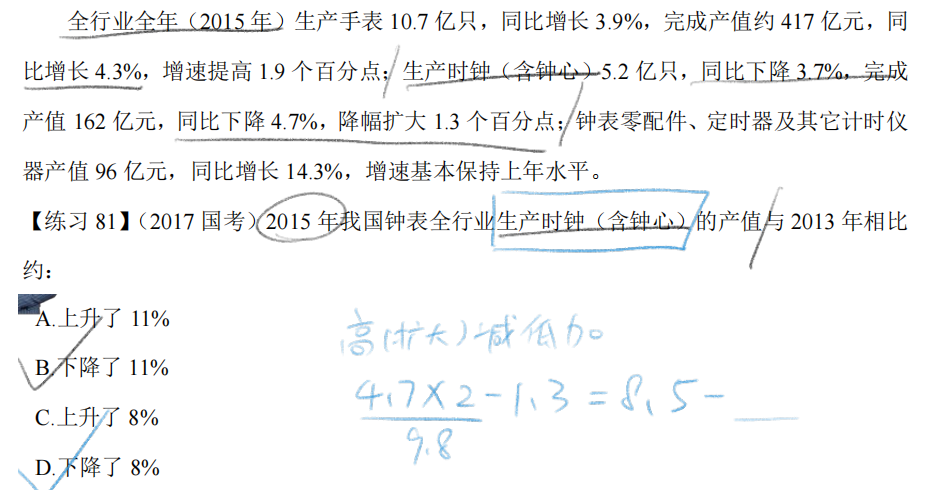 全行业全年（2015 年）生产手表 10.7 亿只，同比增长 3.9%，完成产值约 417 亿元，同
比增长 4.3%，增速提高 1.9 个百分点；生产时钟（含钟心）5.2 亿只，同比下降 3.7%，完成
产值 162 亿元，同比下降 4.7%，降幅扩大 1.3 个百分点；钟表零配件、定时器及其它计时仪
器产值 96 亿元，同比增长 14.3%，增速基本保持上年水平。
【练习 81】（2017 国考）2015 年我国钟表全行业生产时钟（含钟心）的产值与 2013 年相比
约：
A.上升了 11%
B.下降了 11%
C.上升了 8%
D.下降了 8%
高(扩大)减低加。
4.7×2-1.3=8.5-
9.8